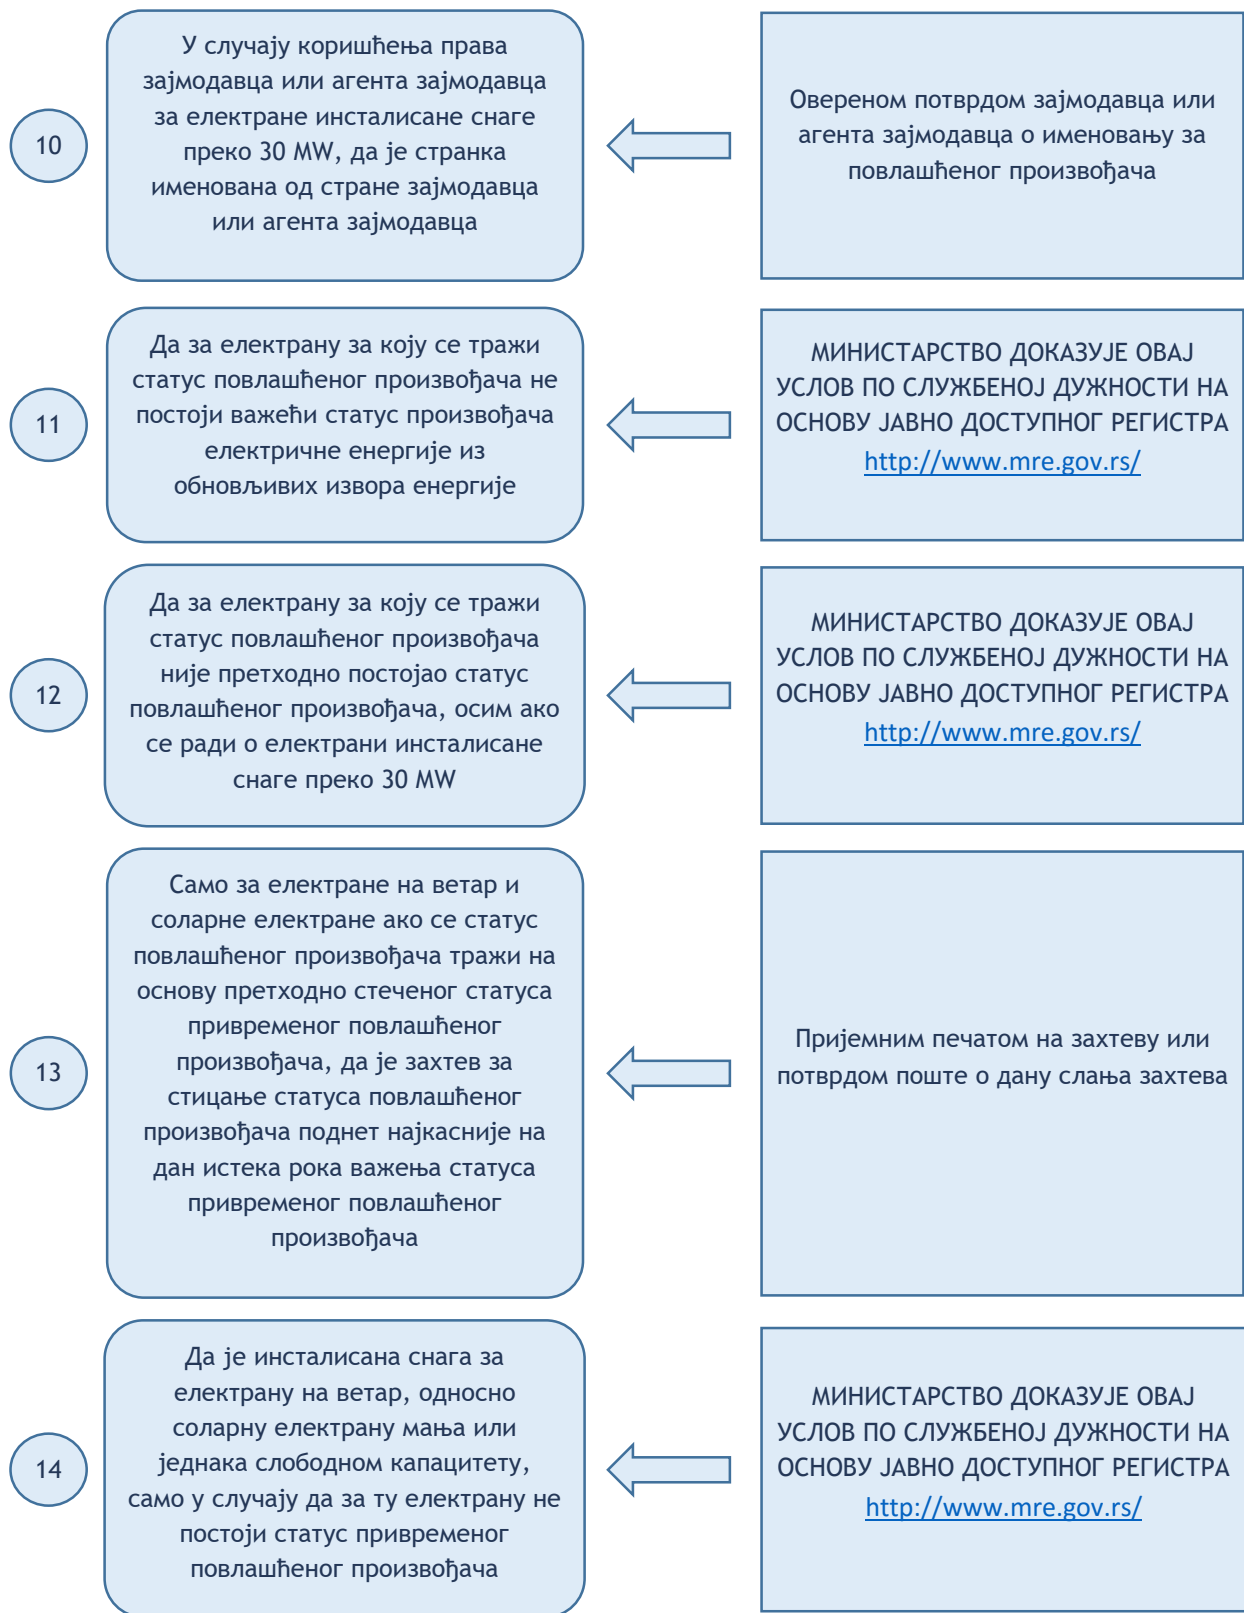 10
У случају коришћења права
зајмодавца или агента зајмодавца
за електране инсталисане снаге
преко 30 MW, да је странка
именована од стране зајмодавца
или агента зајмодавца
Овереном потврдом зајмодавца или
агента зајмодавца о именовању за
повлашћеног произвођача
11
Да за електрану за коју се тражи
статус повлашћеног произвођача не
постоји важећи статус произвођача
електричне енергије из
обновљивих извора енергије
МИНИСТАРСТВО ДОКАЗУЈЕ ОВАЈ
УСЛОВ ПО СЛУЖБЕНОЈ ДУЖНОСТИ НА
ОСНОВУ ЈАВНО ДОСТУПНОГ РЕГИСТРА
http://www.mre.gov.rs/
12
Да за електрану за коју се тражи
статус повлашћеног произвођача
није претходно постојао статус
повлашћеног произвођача, осим ако
се ради о електрани инсталисане
снаге преко 30 MW
МИНИСТАРСТВО ДОКАЗУЈЕ ОВАЈ
УСЛОВ ПО СЛУЖБЕНОЈ ДУЖНОСТИ НА
ОСНОВУ ЈАВНО ДОСТУПНОГ РЕГИСТРА
http://www.mre.gov.rs/
13
Само за електране на ветар и
соларне електране ако се статус
повлашћеног произвођача тражи на
основу претходно стеченог статуса
привременог повлашћеног
произвођача, да је захтев за
стицање статуса повлашћеног
произвођача поднет најкасније на
дан истека рока важења статуса
привременог повлашћеног
произвођача
Пријемним печатом на захтеву или
потврдом поште о дану слања захтева
14
Да је инсталисана снага за
електрану на ветар, односно
соларну електрану мања или
једнака слободном капацитету,
само у случају да за ту електрану не
постоји статус привременог
повлашћеног произвођача
МИНИСТАРСТВО ДОКАЗУЈЕ ОВАЈ
УСЛОВ ПО СЛУЖБЕНОЈ ДУЖНОСТИ НА
ОСНОВУ ЈАВНО ДОСТУПНОГ РЕГИСТРА
http://www.mre.gov.rs/